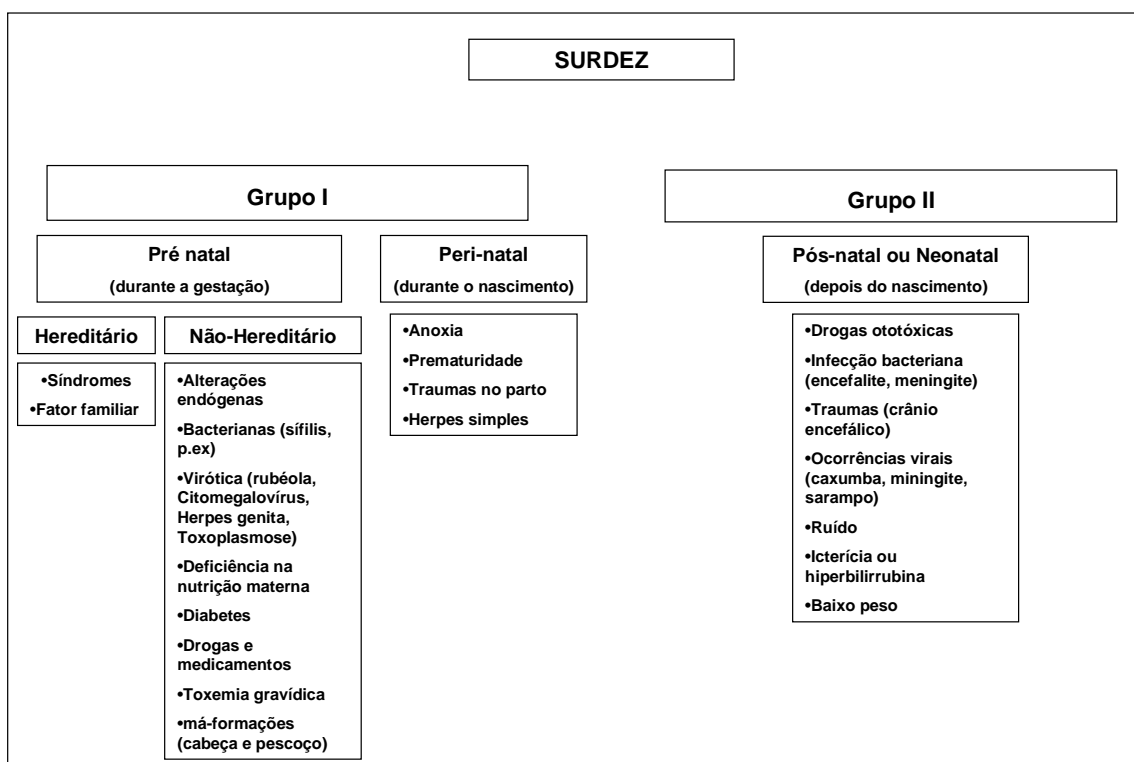 SURDEZ
Grupo I
Grupo II
Pré natal
(durante a gestação)
Peri-natal
(durante o nascimento)
Pós-natal ou Neonatal
(depois do nascimento)
Hereditário
•Síndromes
•Fator familiar
Não-Hereditário
•Alterações
endógenas
•Bacterianas (sífilis,
p.ex)
•Virótica (rubéola,
Citomegalovírus,
Herpes genita,
Toxoplasmose)
•Deficiência na
nutrição materna
•Diabetes
•Drogas e
medicamentos
•Toxemia gravídica
•má-formações
(cabeça e pescoço)
•Anoxia
•Prematuridade
•Traumas no parto
•Herpes simples
•Drogas ototóxicas
•Infecção bacteriana
(encefalite, meningite)
•Traumas (crânio
encefálico)
•Ocorrências virais
(caxumba, miningite,
sarampo)
•Ruído
•Icterícia ou
hiperbilirrubina
•Baixo peso